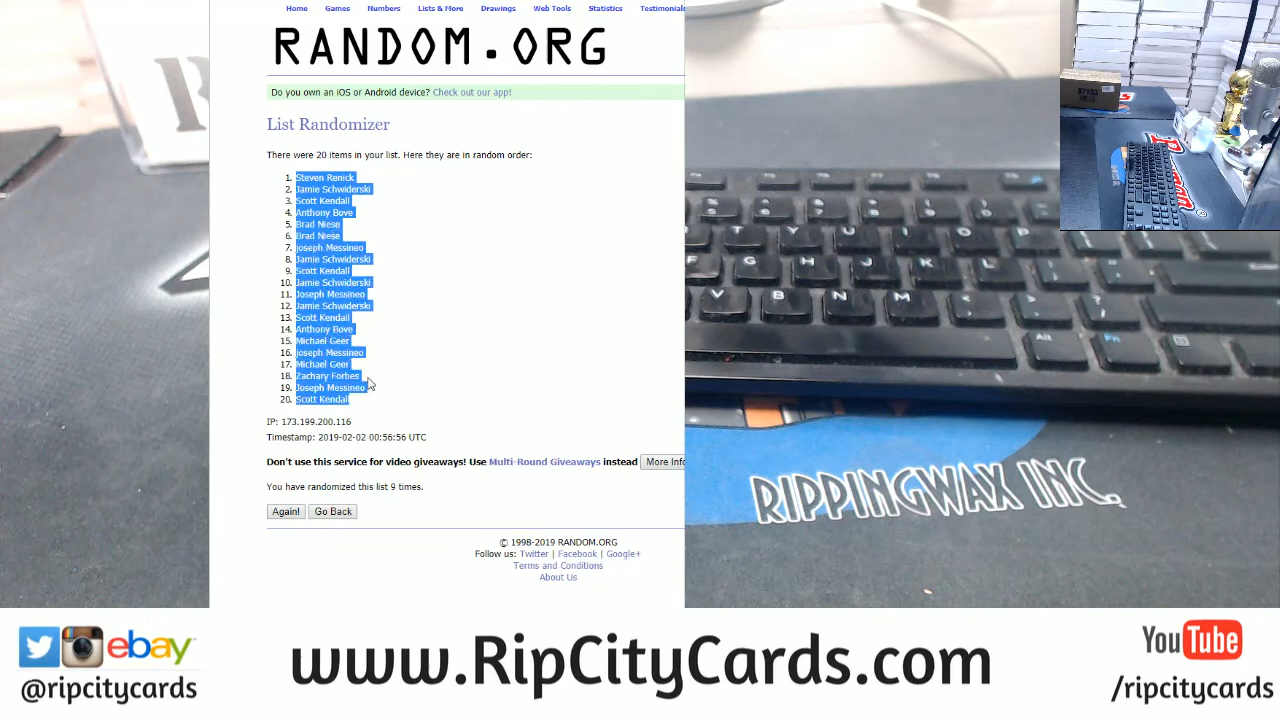 Home Games Numbers Lists & More Drawings Web Tools Statistics Testimonials
RANDOM.ORG
Do you own an iOS or Android device? Check out our app!
List Randomizer
There were 20 items in your list. Here they are in random order:
1. Steven Renick
2. Jamie Schwiderski
3. Scott Kendall
4. Anthony Bove
5. Brad Niese
6. Brad Niese
7. joseph Messineo
8. Jamie Schwiderski
9. Scott Kendall
10. Jamie Schwiderski
11. Joseph Messineo
12. Jamie Schwiderski
13. Scott Kendall
14. Anthony Bove
15. Michael Geer
16. joseph Messineo
17. Michael Geer
18. Zachary Forbes
19. Joseph Messineo
20. Scott Kendall
IP: 173.199.200.116
Timestamp: 2019-02-02 00:56:56 UTC
Don't use this service for video giveaways! Use Multi-Round Giveaways instead More Info
You have randomized this list 9 times.
Again! Go Back
© 1998-2019 RANDOM.ORG
Follow us: Twitter | Facebook | Google+
Terms and Conditions
About Us
T Y U I O P
F G H J K L
V B N M
RIPPINGWAX INC.
ebay
@ripcitycards
www.RipCityCards.com
YouTube
/ripcitycards